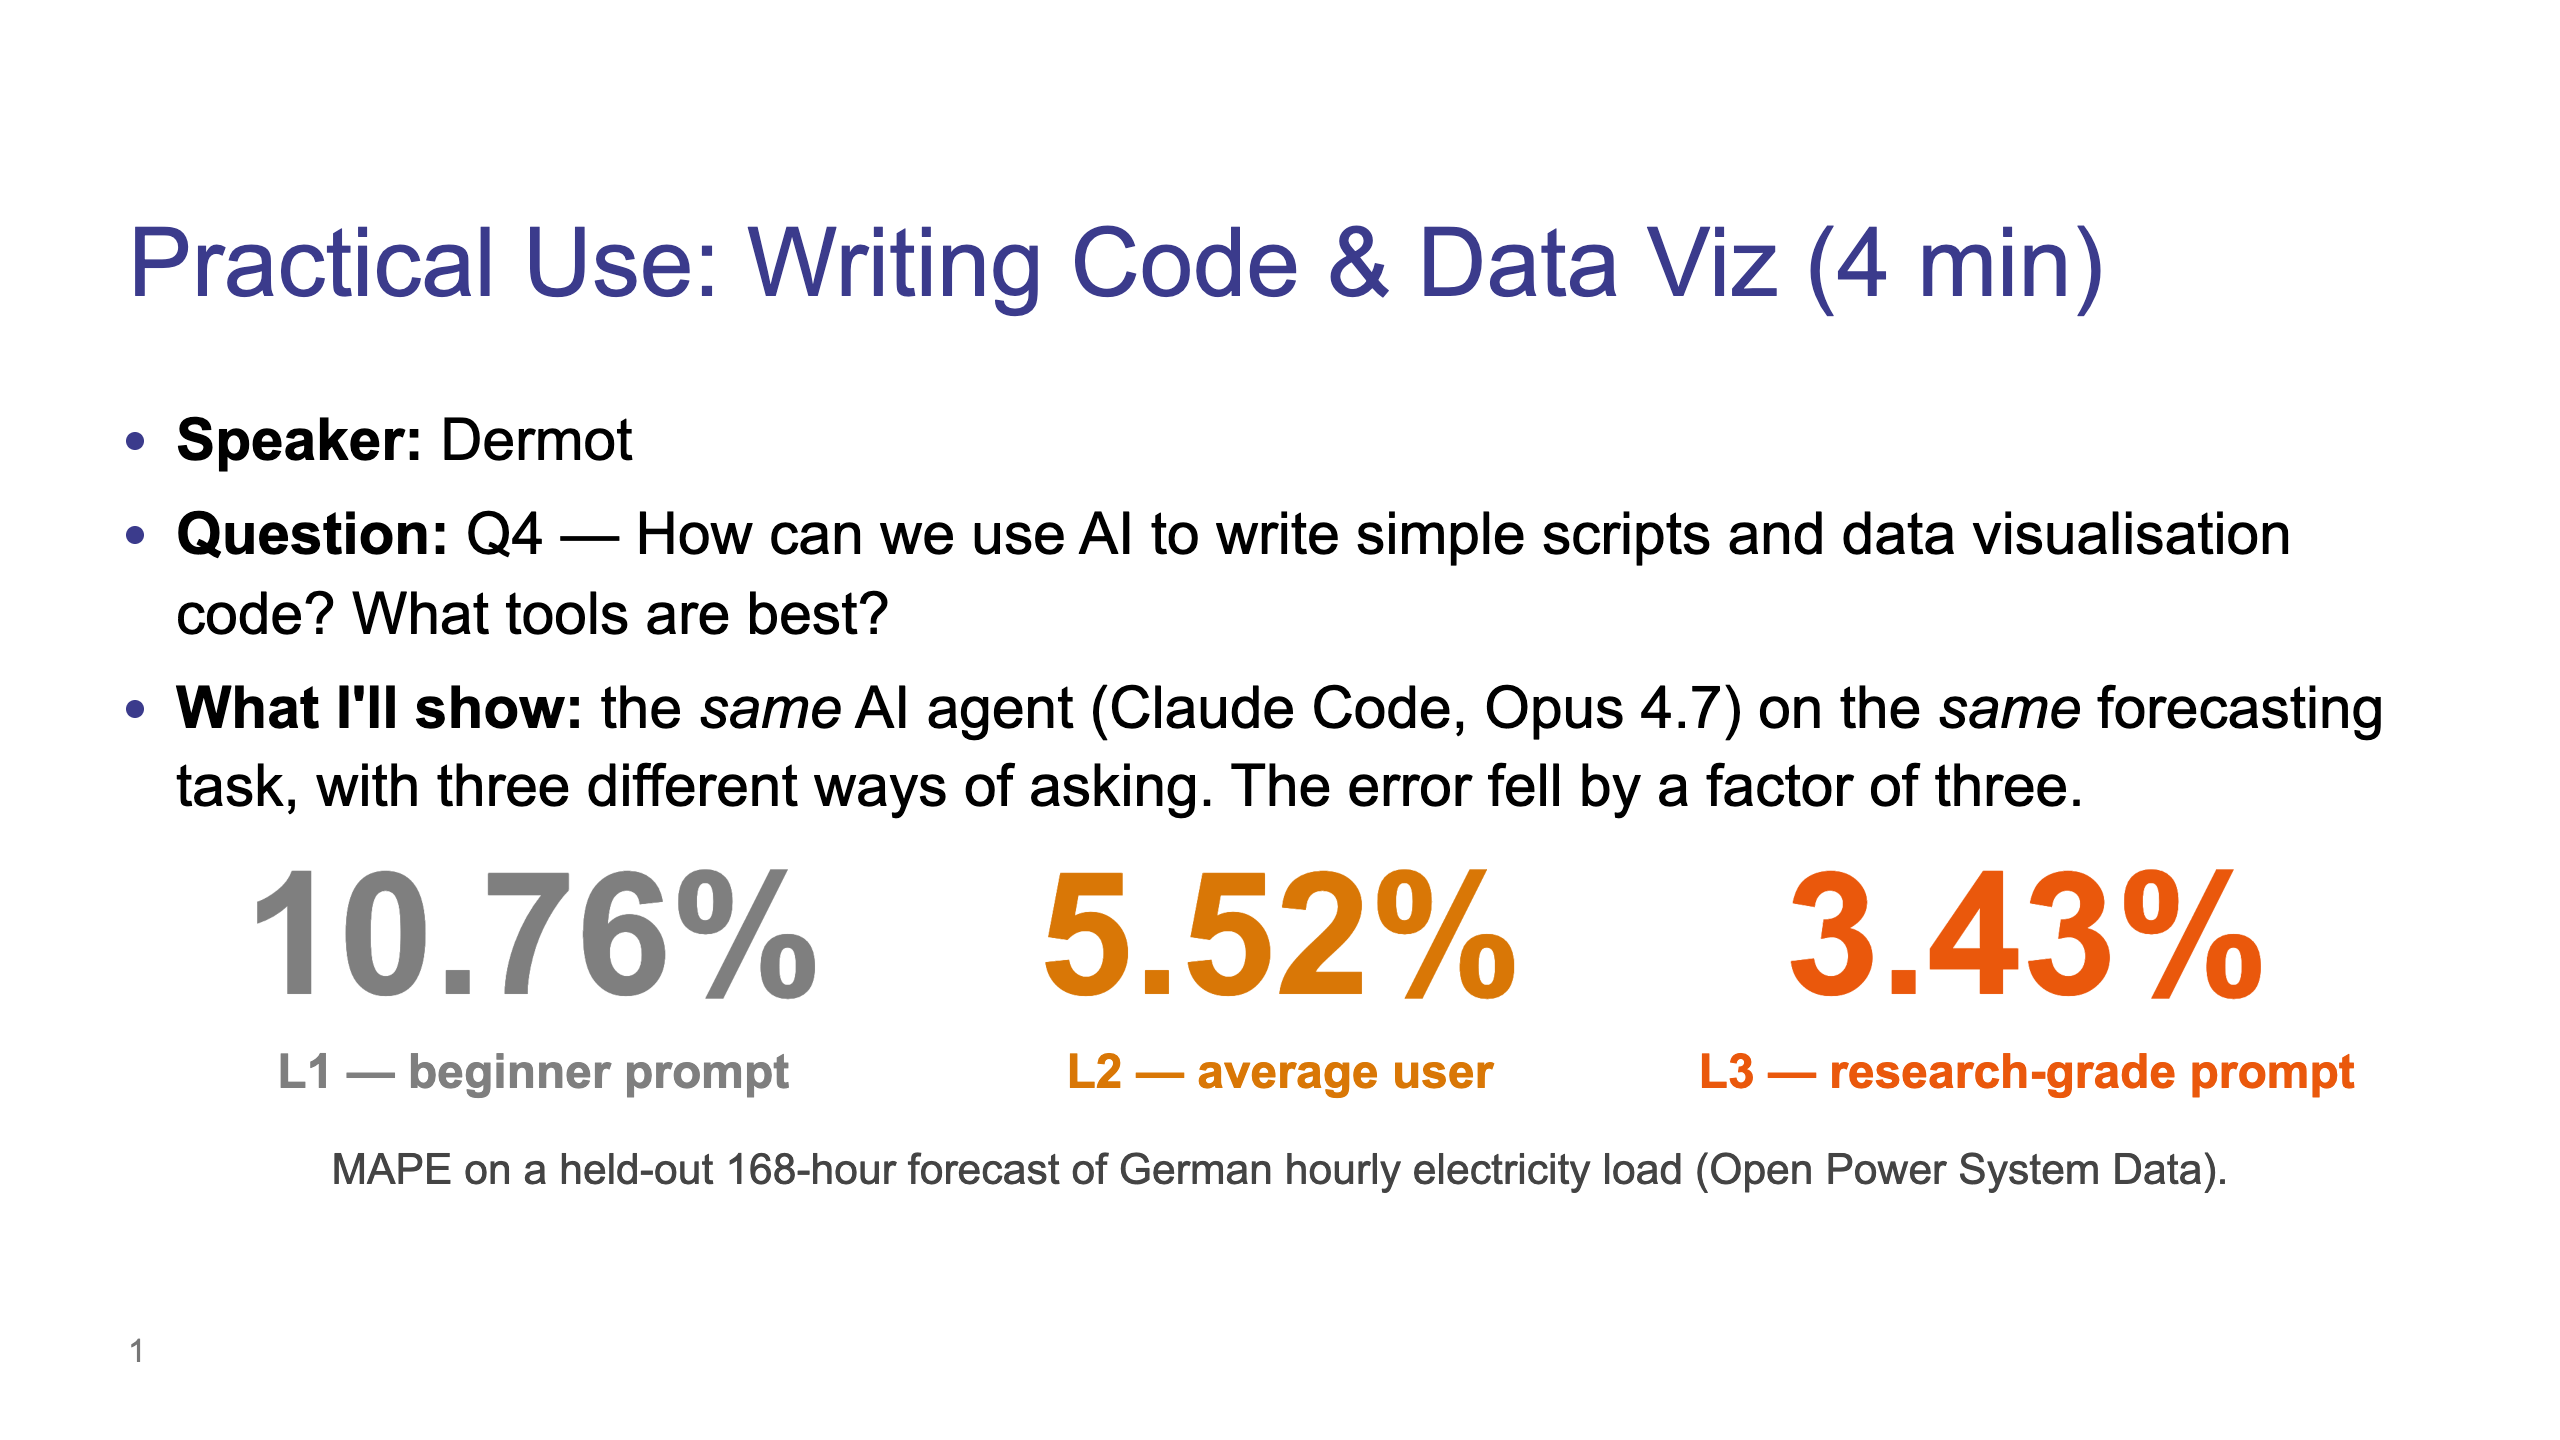 Practical Use: Writing Code & Data Viz (4 min)
• Speaker: Dermot
• Question: Q4 — How can we use AI to write simple scripts and data visualisation
code? What tools are best?
• What I'll show: the same AI agent (Claude Code, Opus 4.7) on the same forecasting
task, with three different ways of asking. The error fell by a factor of three.
10.76% 5.52% 3.43%
L1 — beginner prompt L2 — average user L3 — research-grade prompt
MAPE on a held-out 168-hour forecast of German hourly electricity load (Open Power System Data).
1